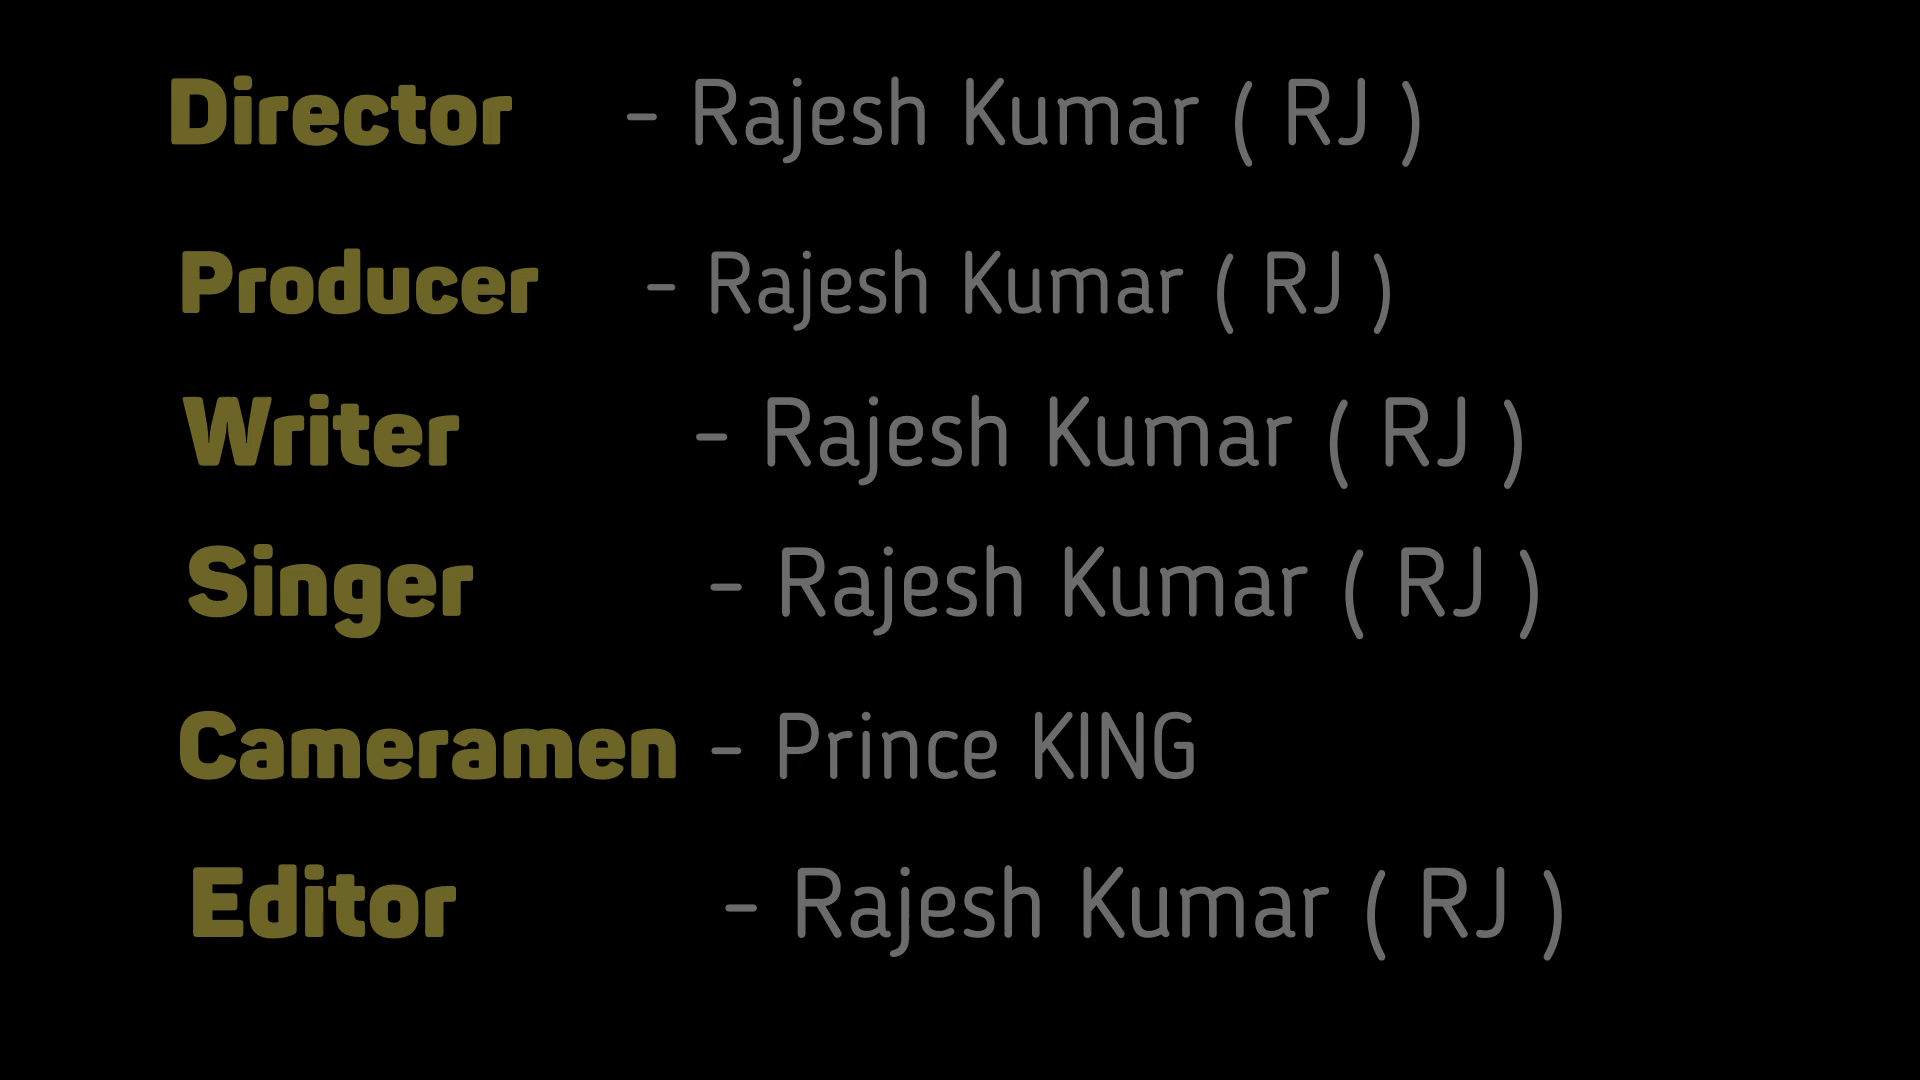 Director - Rajesh Kumar ( RJ )
Producer - Rajesh Kumar ( RJ )
Writer - Rajesh Kumar ( RJ )
Singer - Rajesh Kumar ( RJ )
Cameramen - Prince KING
Editor - Rajesh Kumar ( RJ )